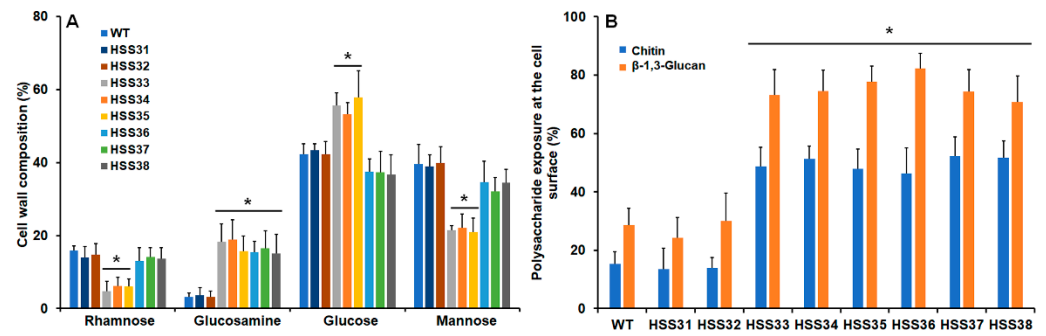 A
Cell wall composition (%)
80
60
40
20
0
WT
HSS31
HSS32
HSS33
HSS34
HSS35
HSS36
HSS37
HSS38
*
*
*
*
Rhamnose Glucosamine Glucose Mannose
B
Polysaccharide exposure at the cell
surface (%)
100
80
60
40
20
0
Chitin
β-1,3-Glucan
*
WT HSS31 HSS32 HSS33 HSS34 HSS35 HSS36 HSS37 HSS38